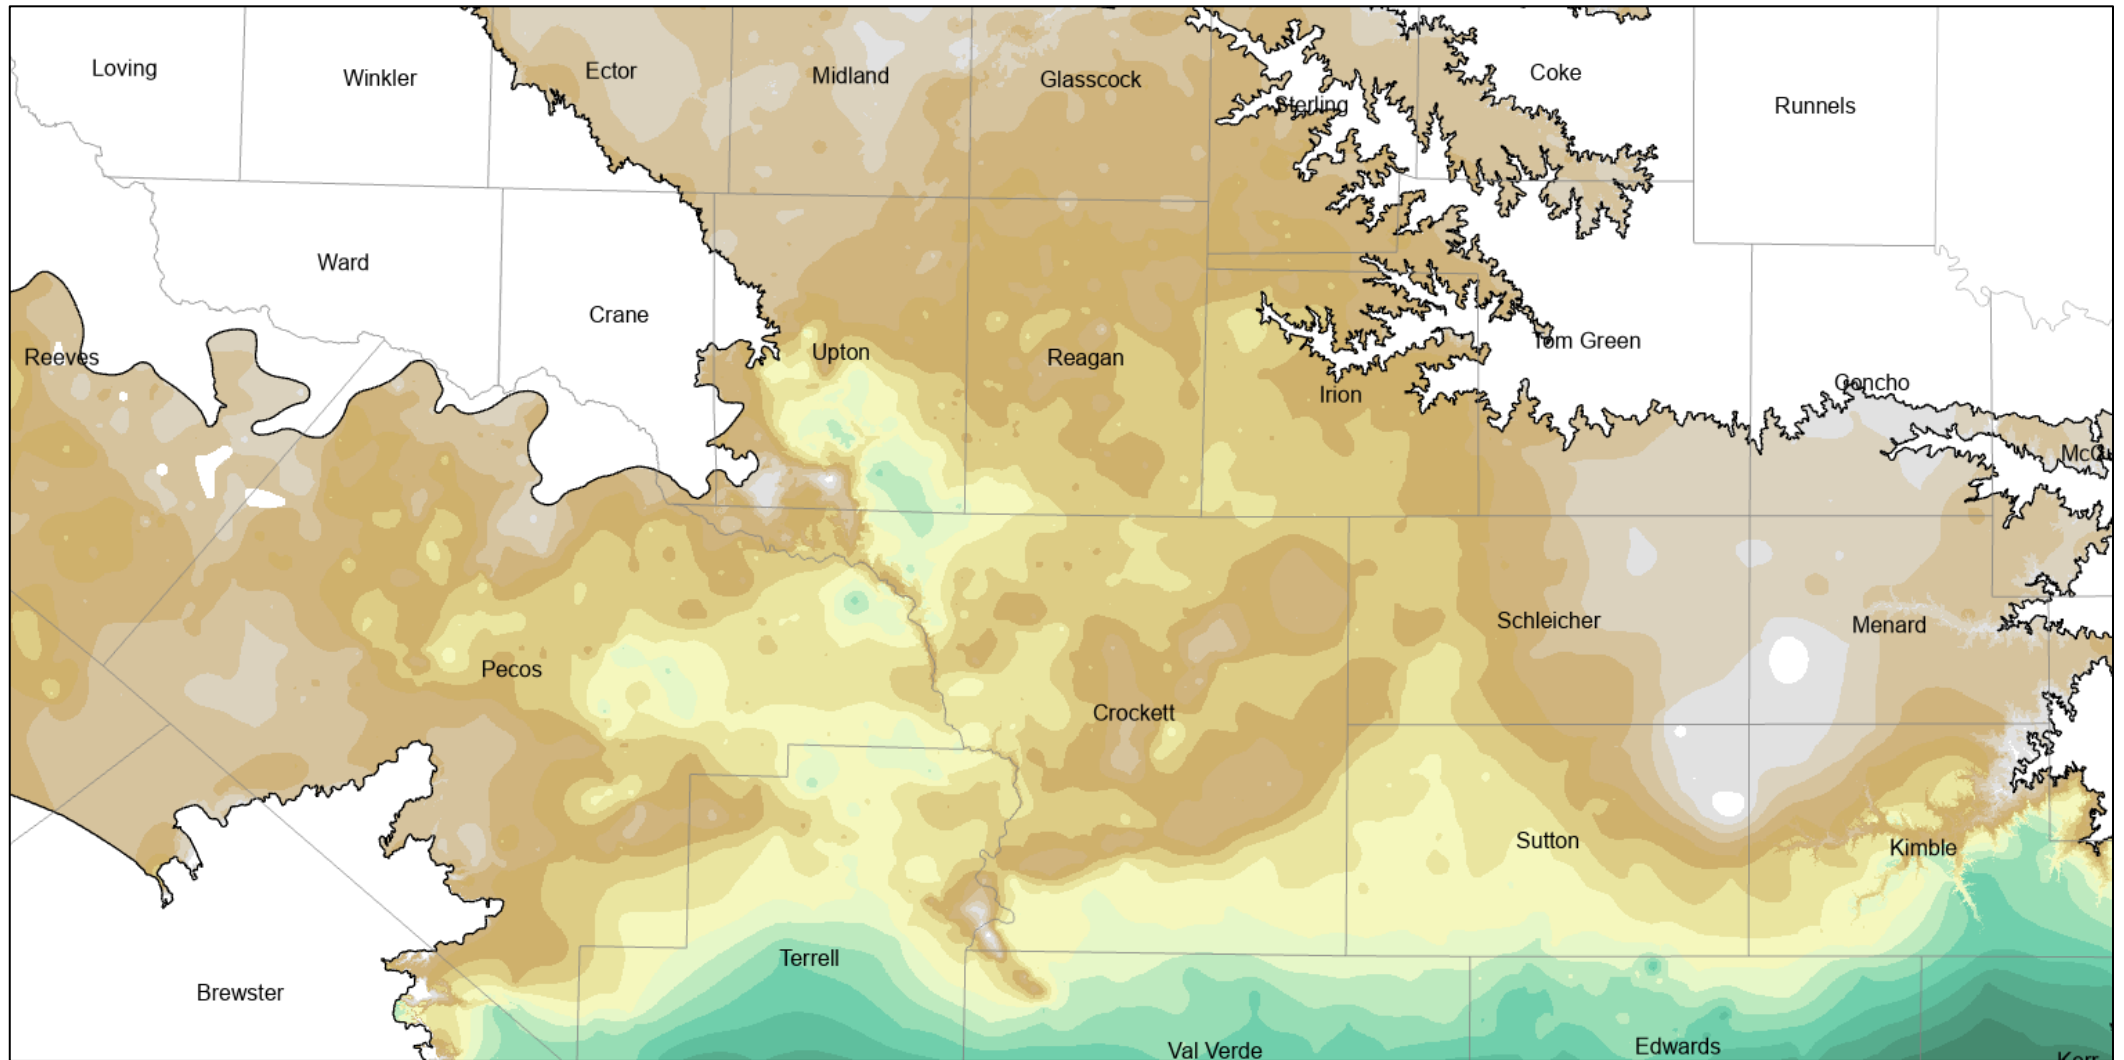 Loving
Winkler
Ector
Midland
Glasscock
Sterling
Coke
Runnels
Ward
Crane
Upton
Reagan
Irion
Tom Green
Concho
Reeves
Pecos
Crockett
Schleicher
Menard
Sutton
Kimble
Terrell
Brewster
Val Verde
Edwards